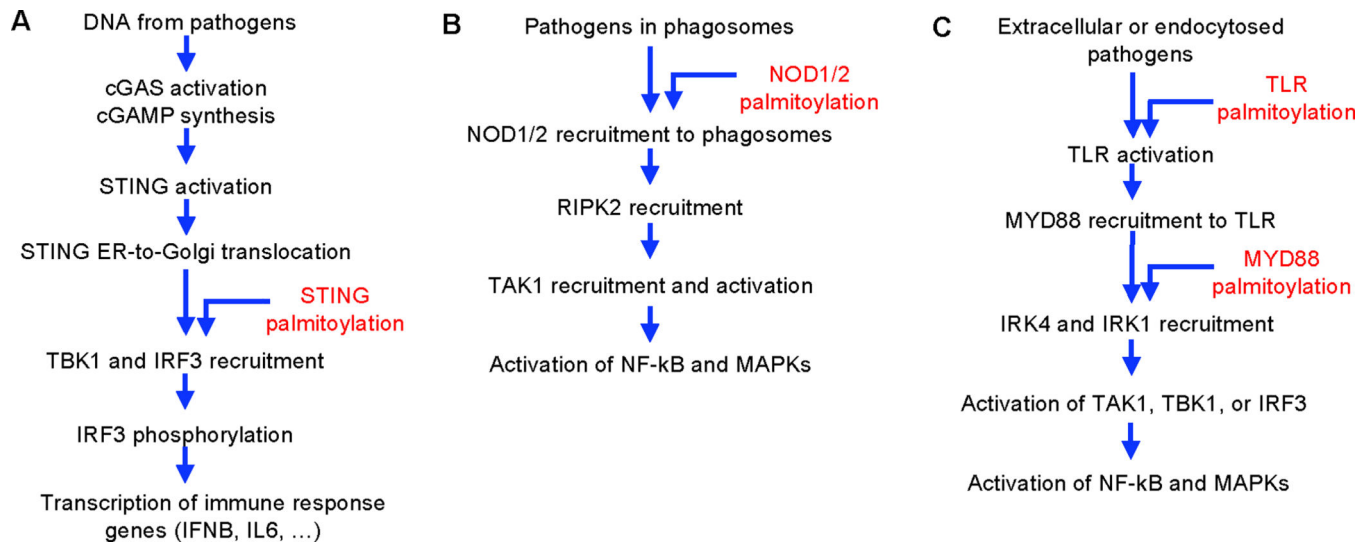 A
DNA from pathogens
cGAS activation
cGAMP synthesis
STING activation
STING ER-to-Golgi translocation
STING
palmitoylation
TBK1 and IRF3 recruitment
IRF3 phosphorylation
Transcription of immune response
genes (IFNB, IL6, ...)
B
Pathogens in phagosomes
NOD1/2
palmitoylation
NOD1/2 recruitment to phagosomes
RIPK2 recruitment
TAK1 recruitment and activation
Activation of NF-kB and MAPKs
C
Extracellular or endocytosed
pathogens
TLR
palmitoylation
TLR activation
MYD88 recruitment to TLR
MYD88
palmitoylation
IRK4 and IRK1 recruitment
Activation of TAK1, TBK1, or IRF3
Activation of NF-kB and MAPKs